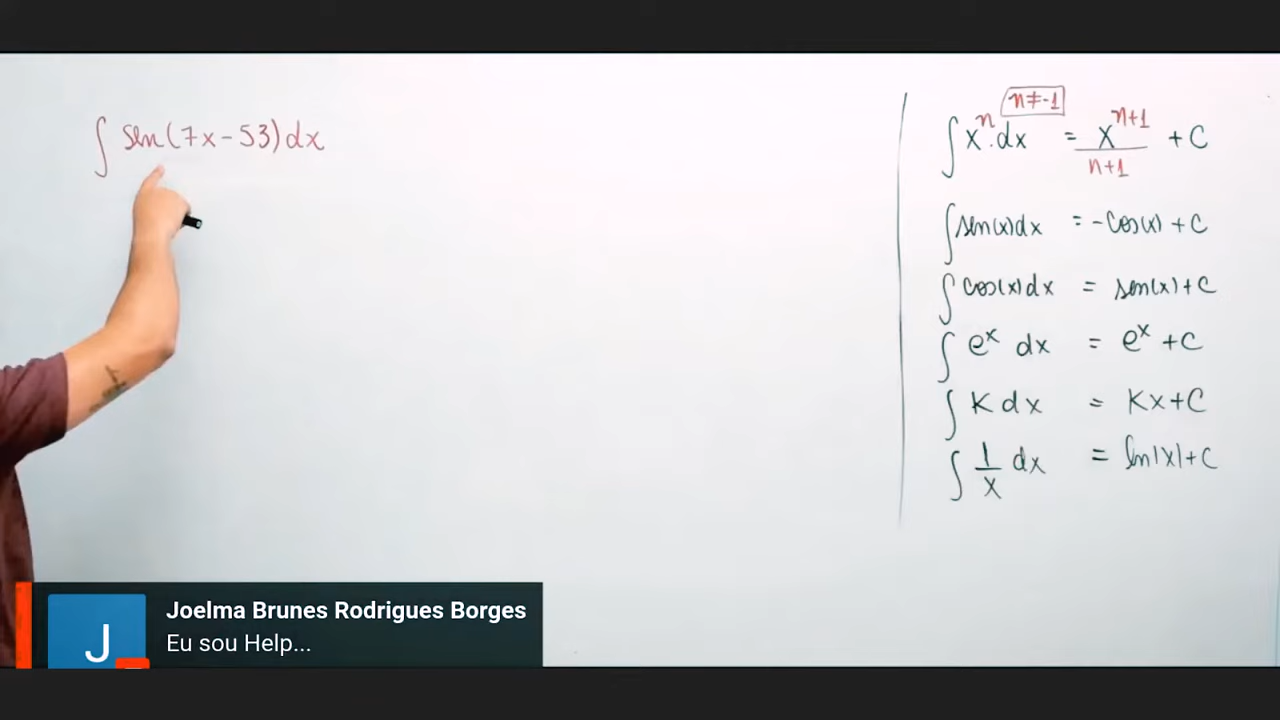 ∫ sen(7x-53)dx
n≠-1
∫ xⁿ.dx = xⁿ⁺¹/n+1 + C
∫ sen(x)dx = -Cos(x) + C
∫ cos(x)dx = sen(x)+C
∫ eˣ dx = eˣ +C
∫ K dx = Kx+C
∫ 1/x dx = ln|x|+C
J
Joelma Brunes Rodrigues Borges
Eu sou Help...